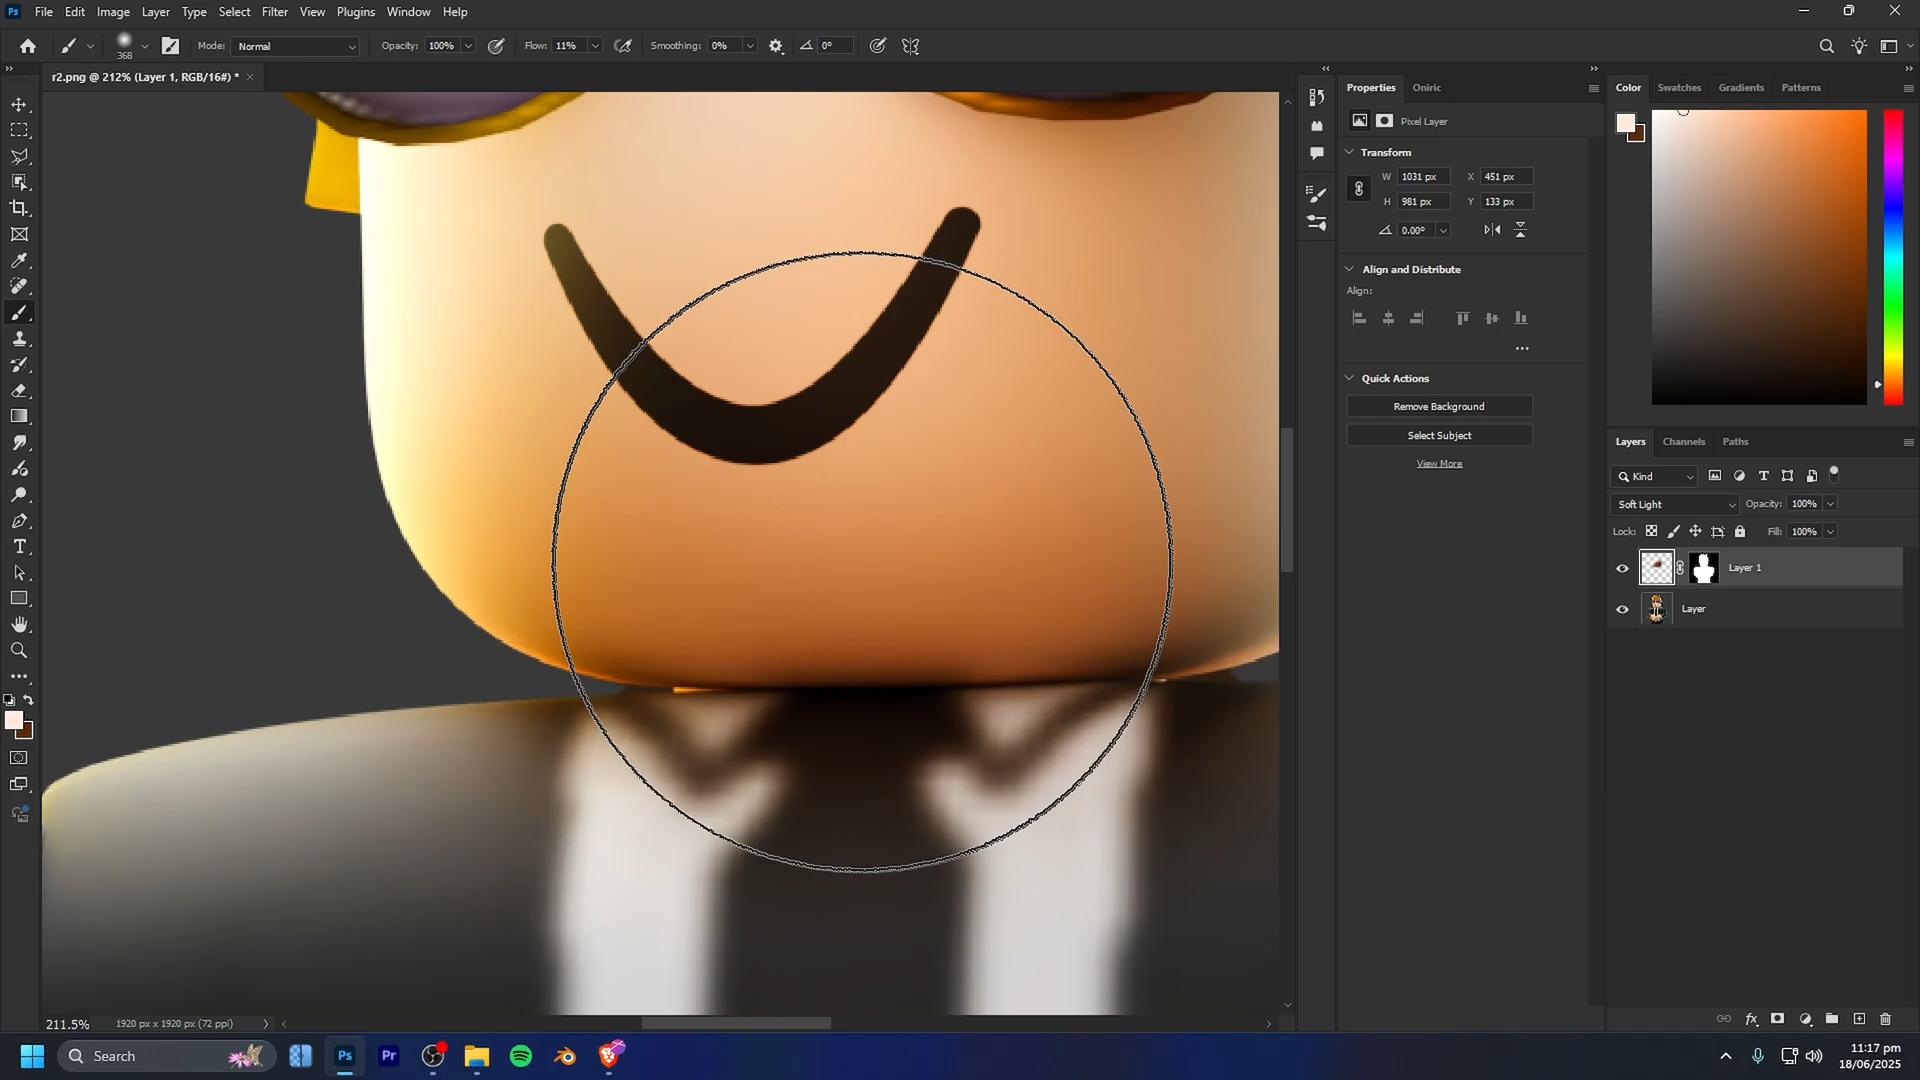 Ps File Edit Image Layer Type Select Filter View Plugins Window Help
368 Mode: Normal Opacity: 100% Flow: 11% Smoothing: 0% 0°
r2.png @ 212% (Layer 1, RGB/16#) *
Properties Oniric
Pixel Layer
Transform
W 1031 px X 451 px
H 981 px Y 133 px
0.00°
Align and Distribute
Align:
Quick Actions
Remove Background
Select Subject
View More
Color Swatches Gradients Patterns
Layers Channels Paths
Kind
Soft Light Opacity: 100%
Lock: Fill: 100%
Layer 1
Layer
211.5% 1920 px x 1920 px (72 ppi)
Search Ps Pr
11:17 pm
18/06/2025